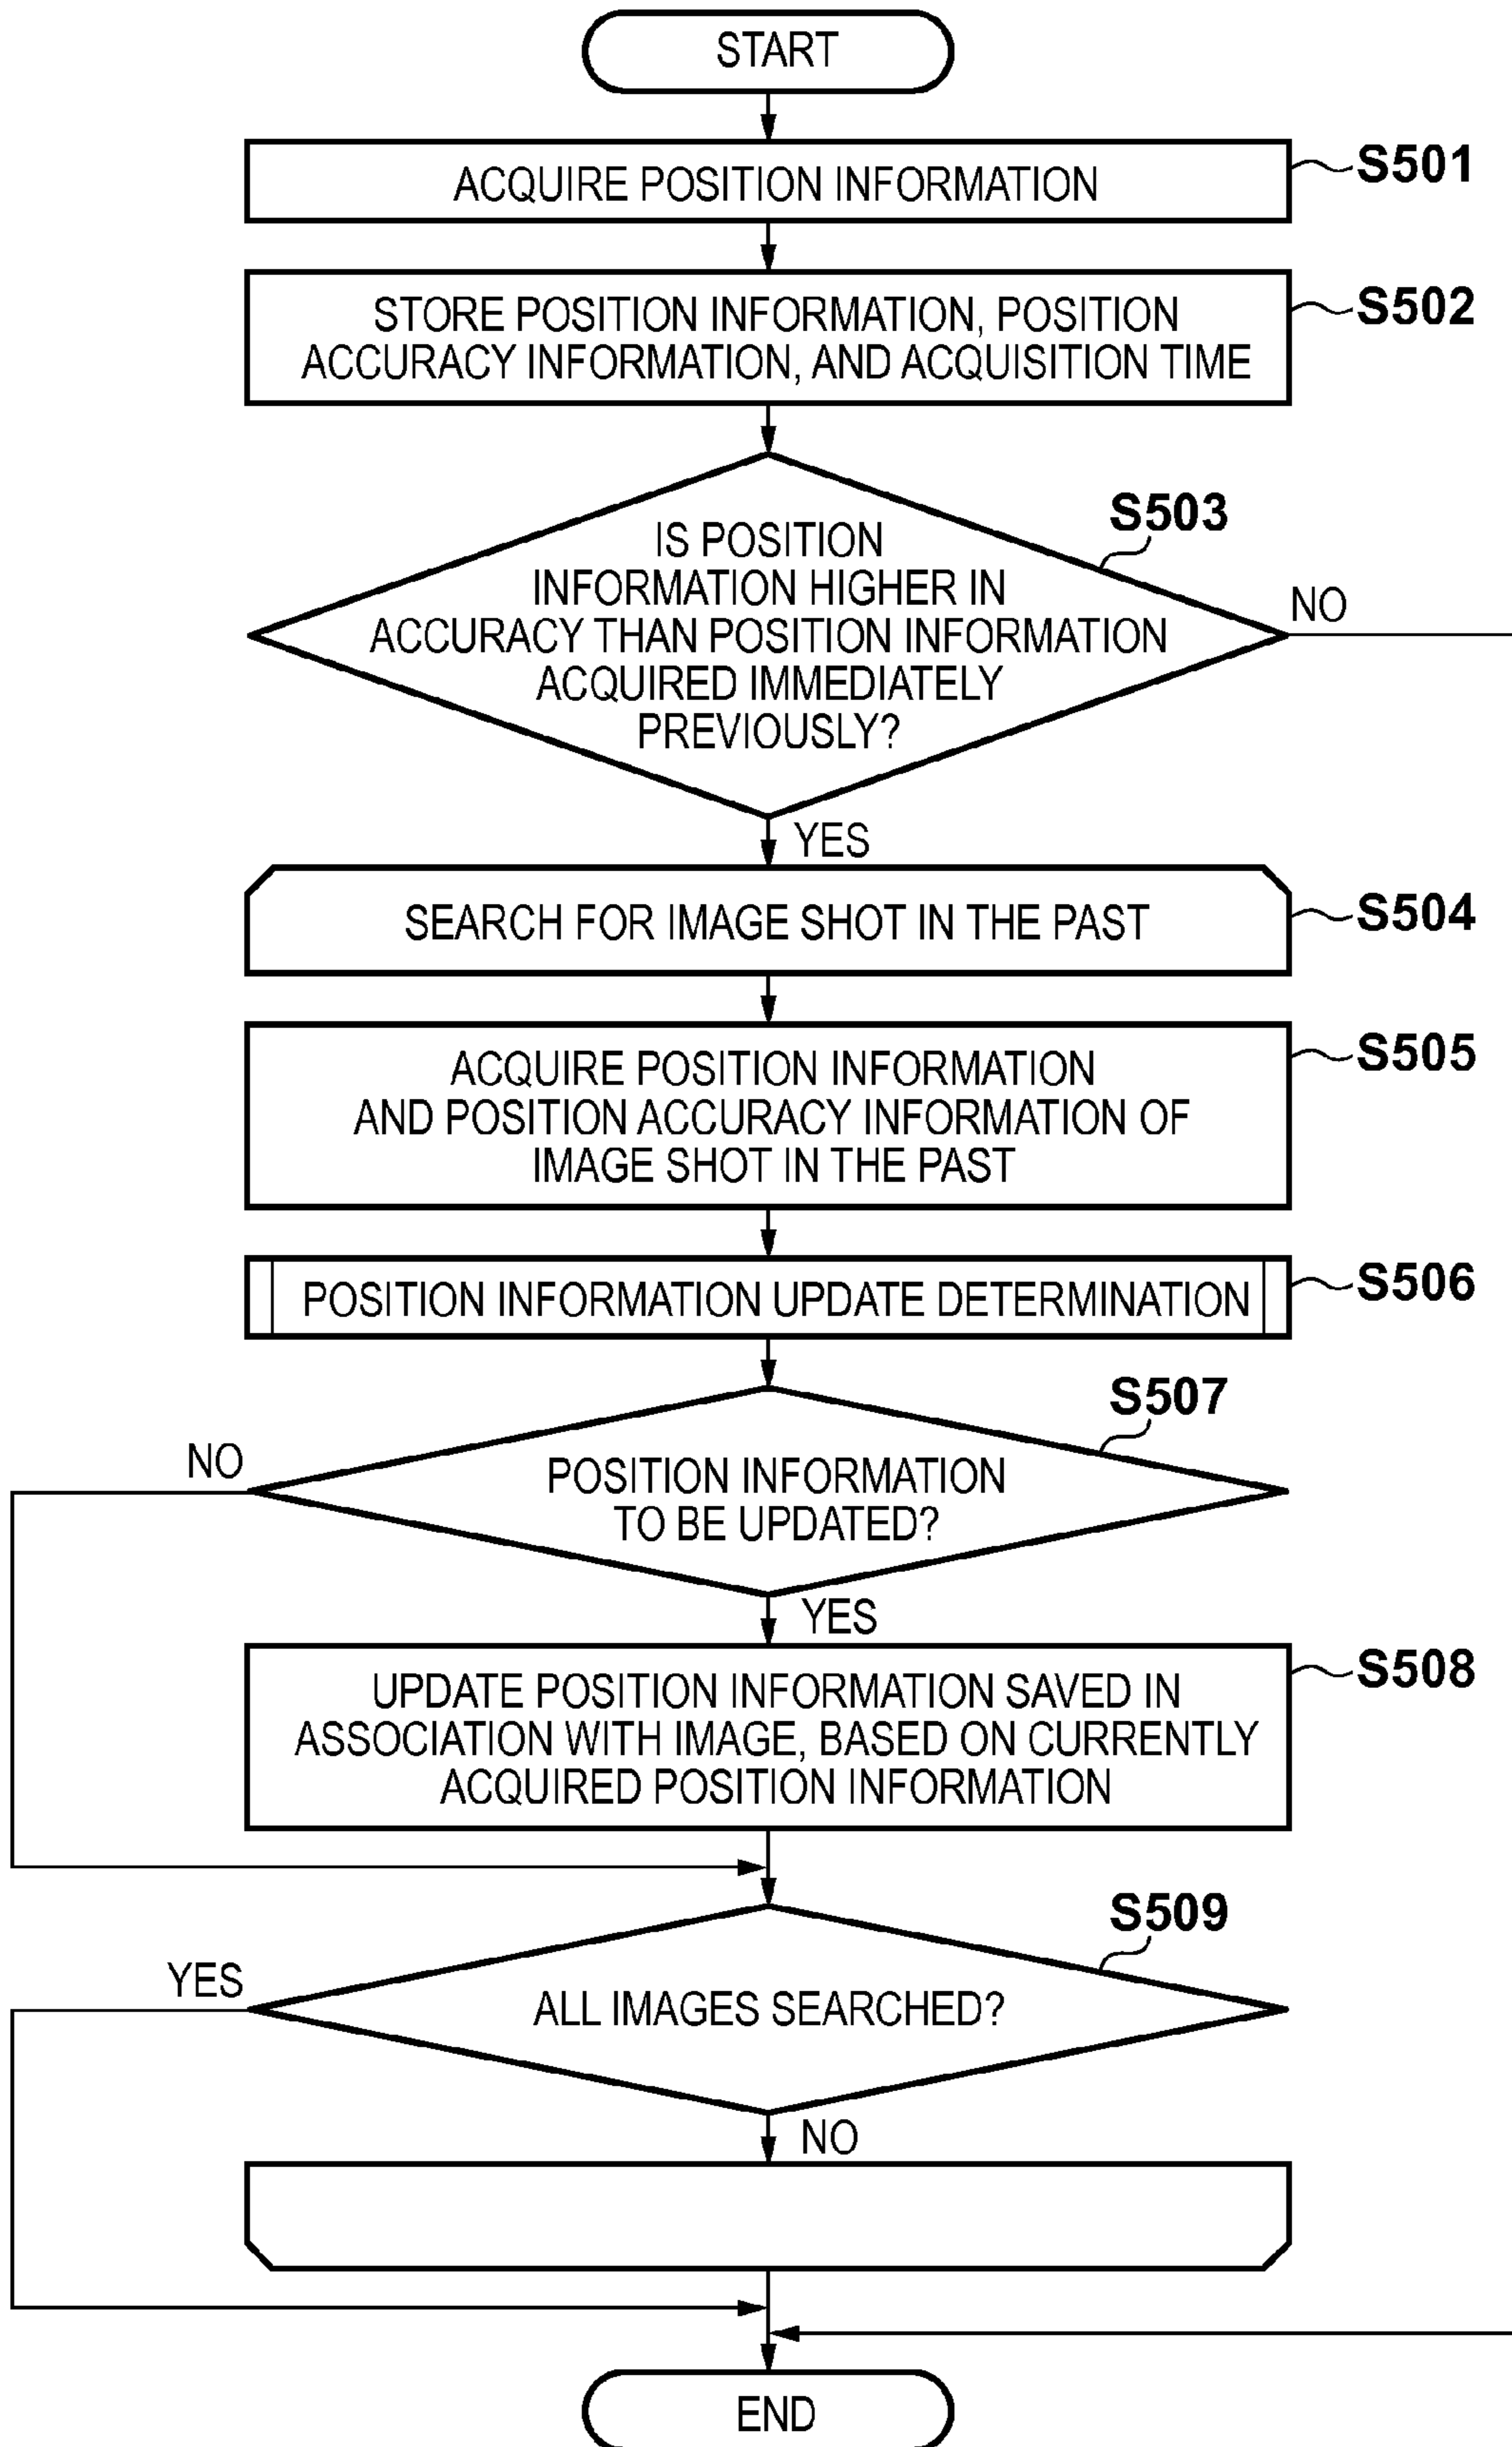 START
ACQUIRE POSITION INFORMATION
S501
STORE POSITION INFORMATION, POSITION
ACCURACY INFORMATION, AND ACQUISITION TIME
S502
S503
IS POSITION
INFORMATION HIGHER IN
ACCURACY THAN POSITION INFORMATION
ACQUIRED IMMEDIATELY
PREVIOUSLY?
NO
YES
SEARCH FOR IMAGE SHOT IN THE PAST
S504
ACQUIRE POSITION INFORMATION
AND POSITION ACCURACY INFORMATION OF
IMAGE SHOT IN THE PAST
S505
POSITION INFORMATION UPDATE DETERMINATION
S506
S507
NO
POSITION INFORMATION
TO BE UPDATED?
YES
UPDATE POSITION INFORMATION SAVED IN
ASSOCIATION WITH IMAGE, BASED ON CURRENTLY
ACQUIRED POSITION INFORMATION
S508
S509
YES
ALL IMAGES SEARCHED?
NO
END